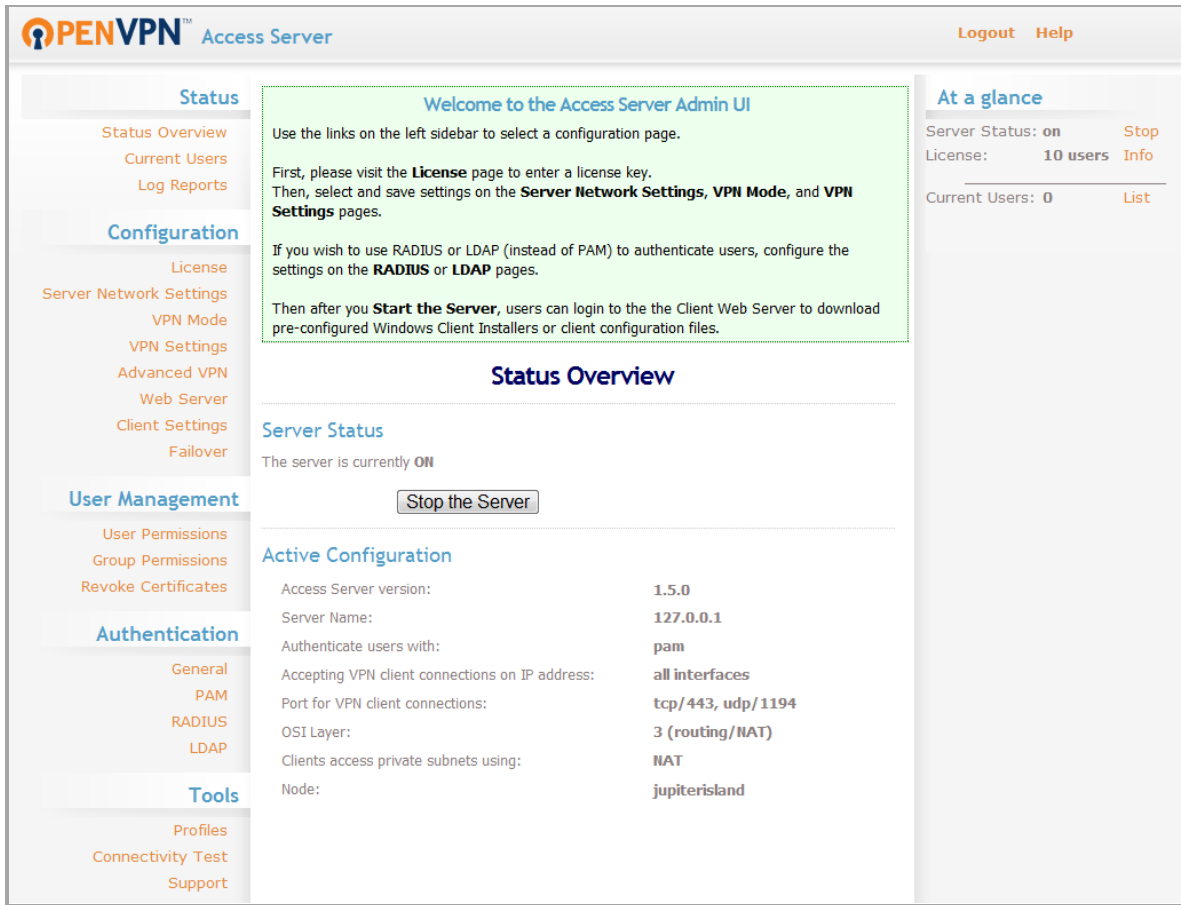 OPENVPN™ Access Server
Logout Help
Status
Status Overview
Current Users
Log Reports
Configuration
License
Server Network Settings
VPN Mode
VPN Settings
Advanced VPN
Web Server
Client Settings
Failover
User Management
User Permissions
Group Permissions
Revoke Certificates
Authentication
General
PAM
RADIUS
LDAP
Tools
Profiles
Connectivity Test
Support
Welcome to the Access Server Admin UI
Use the links on the left sidebar to select a configuration page.
First, please visit the License page to enter a license key.
Then, select and save settings on the Server Network Settings, VPN Mode, and VPN
Settings pages.
If you wish to use RADIUS or LDAP (instead of PAM) to authenticate users, configure the
settings on the RADIUS or LDAP pages.
Then after you Start the Server, users can login to the the Client Web Server to download
pre-configured Windows Client Installers or client configuration files.
Status Overview
Server Status
The server is currently ON
Stop the Server
Active Configuration
Access Server version: 1.5.0
Server Name: 127.0.0.1
Authenticate users with: pam
Accepting VPN client connections on IP address: all interfaces
Port for VPN client connections: tcp/443, udp/1194
OSI Layer: 3 (routing/NAT)
Clients access private subnets using: NAT
Node: jupiterisland
At a glance
Server Status: on Stop
License: 10 users Info
Current Users: 0 List